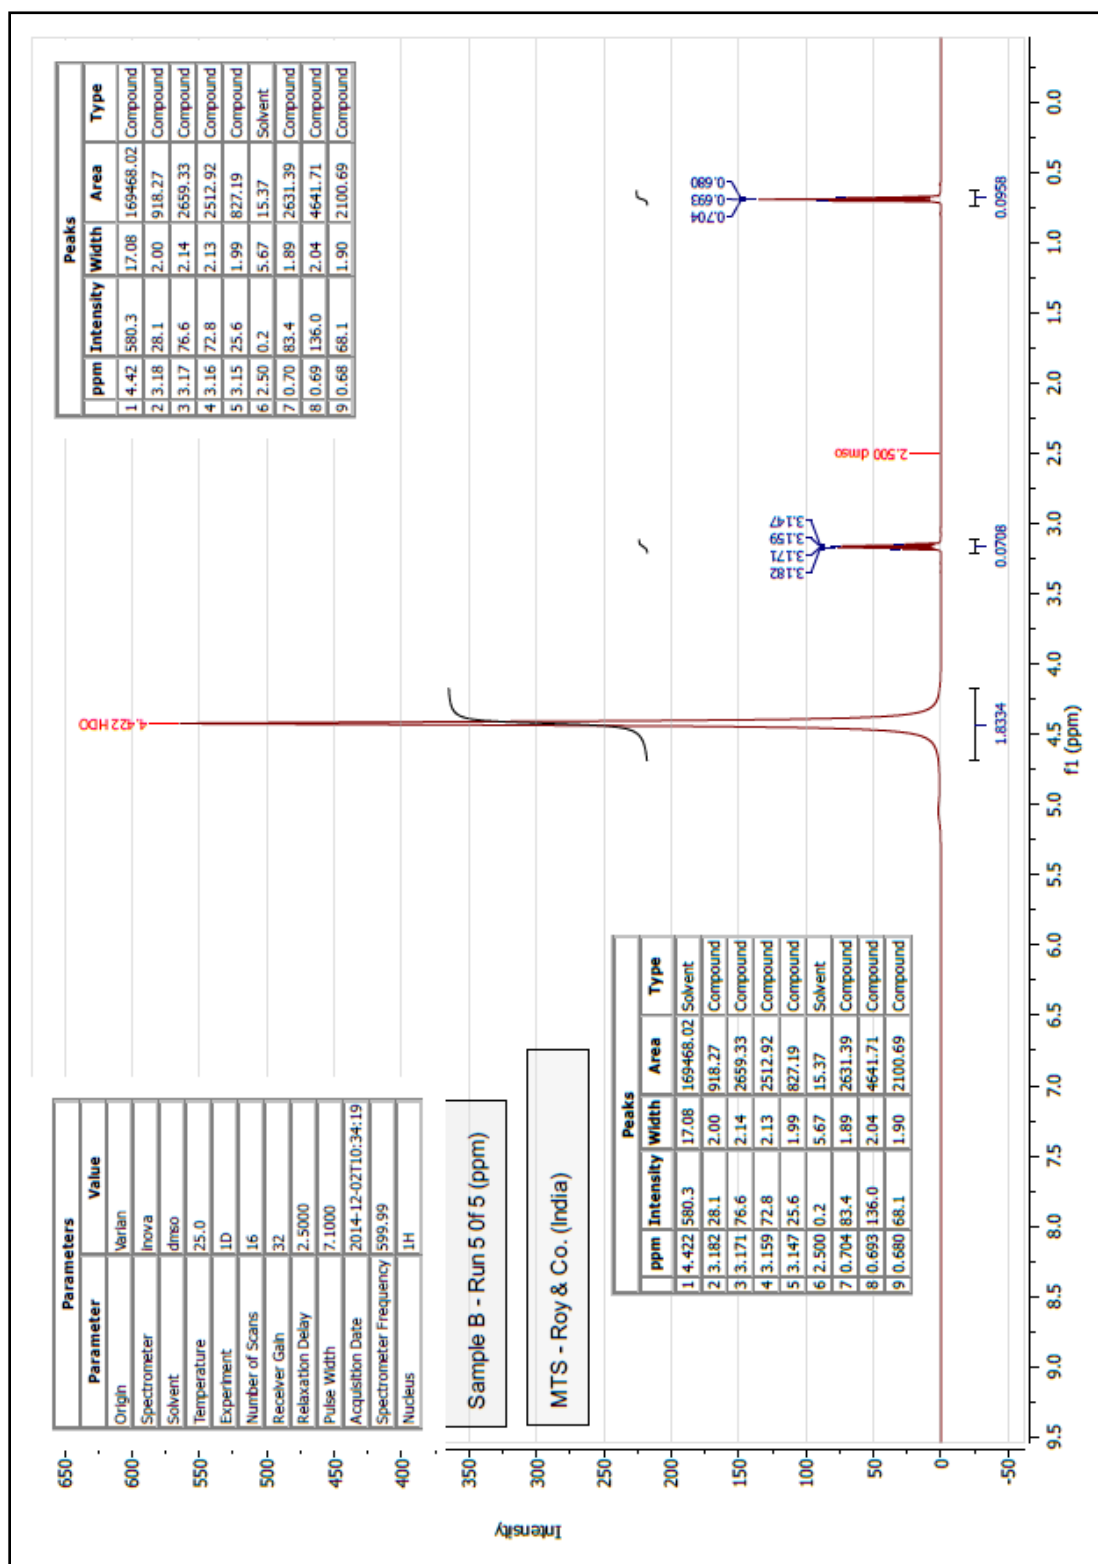 Parameters
Parameter Value
Origin Varian
Spectrometer Inova
Solvent dmso
Temperature 25.0
Experiment 1D
Number of Scans 16
Receiver Gain 32
Relaxation Delay 2.5000
Pulse Width 7.1000
Acquisition Date 2014-12-02T10:34:19
Spectrometer Frequency 599.99
Nucleus 1H
Sample B - Run 5 0f 5 (ppm)
MTS - Roy & Co. (India)
Peaks
ppm Intensity Width Area Type
1 4.42 580.3 17.08 169468.02 Compound
2 3.18 28.1 2.00 918.27 Compound
3 3.17 76.6 2.14 2659.33 Compound
4 3.16 72.8 2.13 2512.92 Compound
5 3.15 25.6 1.99 827.19 Compound
6 2.50 0.2 5.67 15.37 Solvent
7 0.70 83.4 1.89 2631.39 Compound
8 0.69 136.0 2.04 4641.71 Compound
9 0.68 68.1 1.90 2100.69 Compound
Peaks
ppm Intensity Width Area Type
1 4.422 580.3 17.08 169468.02 Solvent
2 3.182 28.1 2.00 918.27 Compound
3 3.171 76.6 2.14 2659.33 Compound
4 3.159 72.8 2.13 2512.92 Compound
5 3.147 25.6 1.99 827.19 Compound
6 2.500 0.2 5.67 15.37 Solvent
7 0.704 83.4 1.89 2631.39 Compound
8 0.693 136.0 2.04 4641.71 Compound
9 0.680 68.1 1.90 2100.69 Compound
4.422 HDO
3.182
3.171
3.159
3.147
2.500 dmso
0.704
0.693
0.680
1.8334
0.0708
0.0958
650
600
550
500
450
400
350
300
250
200
150
100
50
0
-50
Intensity
9.5 9.0 8.5 8.0 7.5 7.0 6.5 6.0 5.5 5.0 4.5 4.0 3.5 3.0 2.5 2.0 1.5 1.0 0.5 0.0
f1 (ppm)